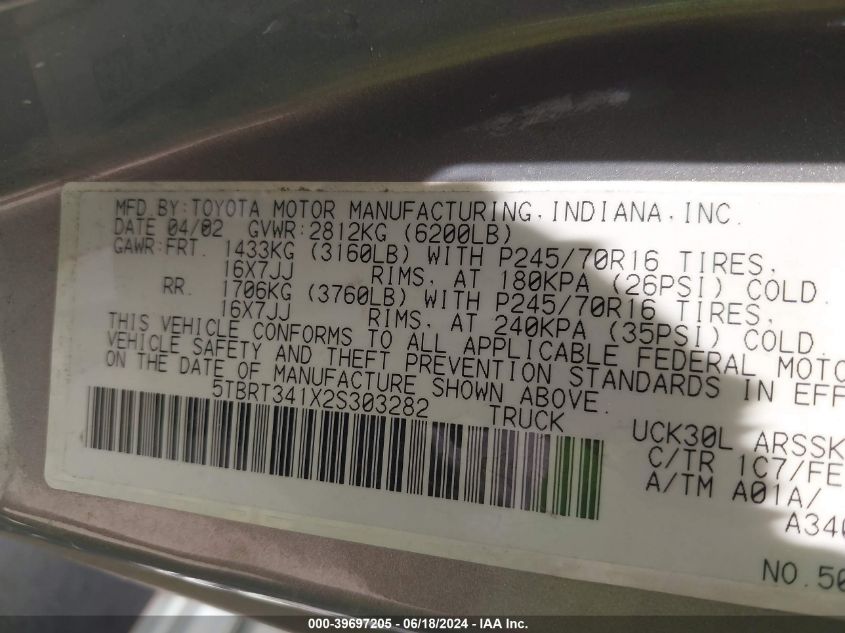 MFD BY: TOYOTA MOTOR MANUFACTURING, INDIANA, INC.
DATE 04/02 GVWR: 2812KG (6200LB)
GAWR: FRT. 1433KG (3160LB) WITH P245/70R16 TIRES,
16X7JJ RIMS, AT 180KPA (26PSI) COLD.
RR. 1706KG (3760LB) WITH P245/70R16 TIRES,
16X7JJ RIMS, AT 240KPA (35PSI) COLD.
THIS VEHICLE CONFORMS TO ALL APPLICABLE FEDERAL MOTO
VEHICLE SAFETY AND THEFT PREVENTION STANDARDS IN EFF
ON THE DATE OF MANUFACTURE SHOWN ABOVE.
5TBRT341X2S303282 TRUCK
UCK30L ARSSK
C/TR 1C7/FE
A/TM A01A/
A340
NO. 50
000-39697205 - 06/18/2024 - IAA Inc.